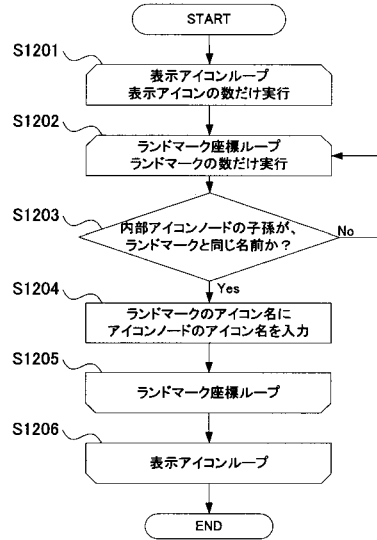 START
S1201
表示アイコンループ
表示アイコンの数だけ実行
S1202
ランドマーク座標ループ
ランドマークの数だけ実行
S1203
内部アイコンノードの子孫が、
ランドマークと同じ名前か?
No
Yes
S1204
ランドマークのアイコン名に
アイコンノードのアイコン名を入力
S1205
ランドマーク座標ループ
S1206
表示アイコンループ
END